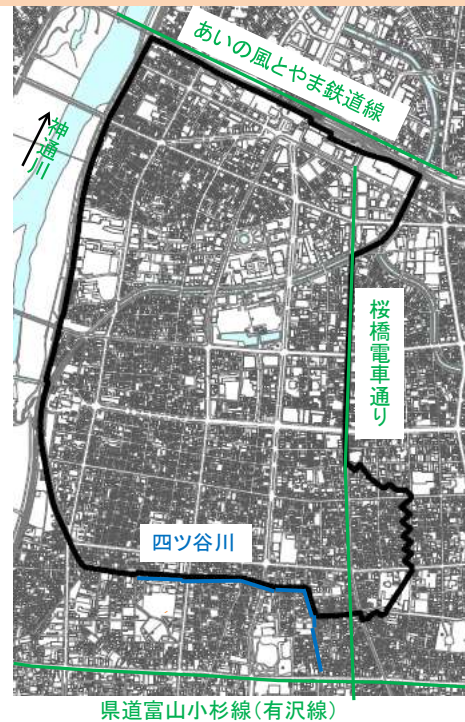 あいの風とやま鉄道線
神通川
桜橋電車通り
四ツ谷川
県道富山小杉線(有沢線)